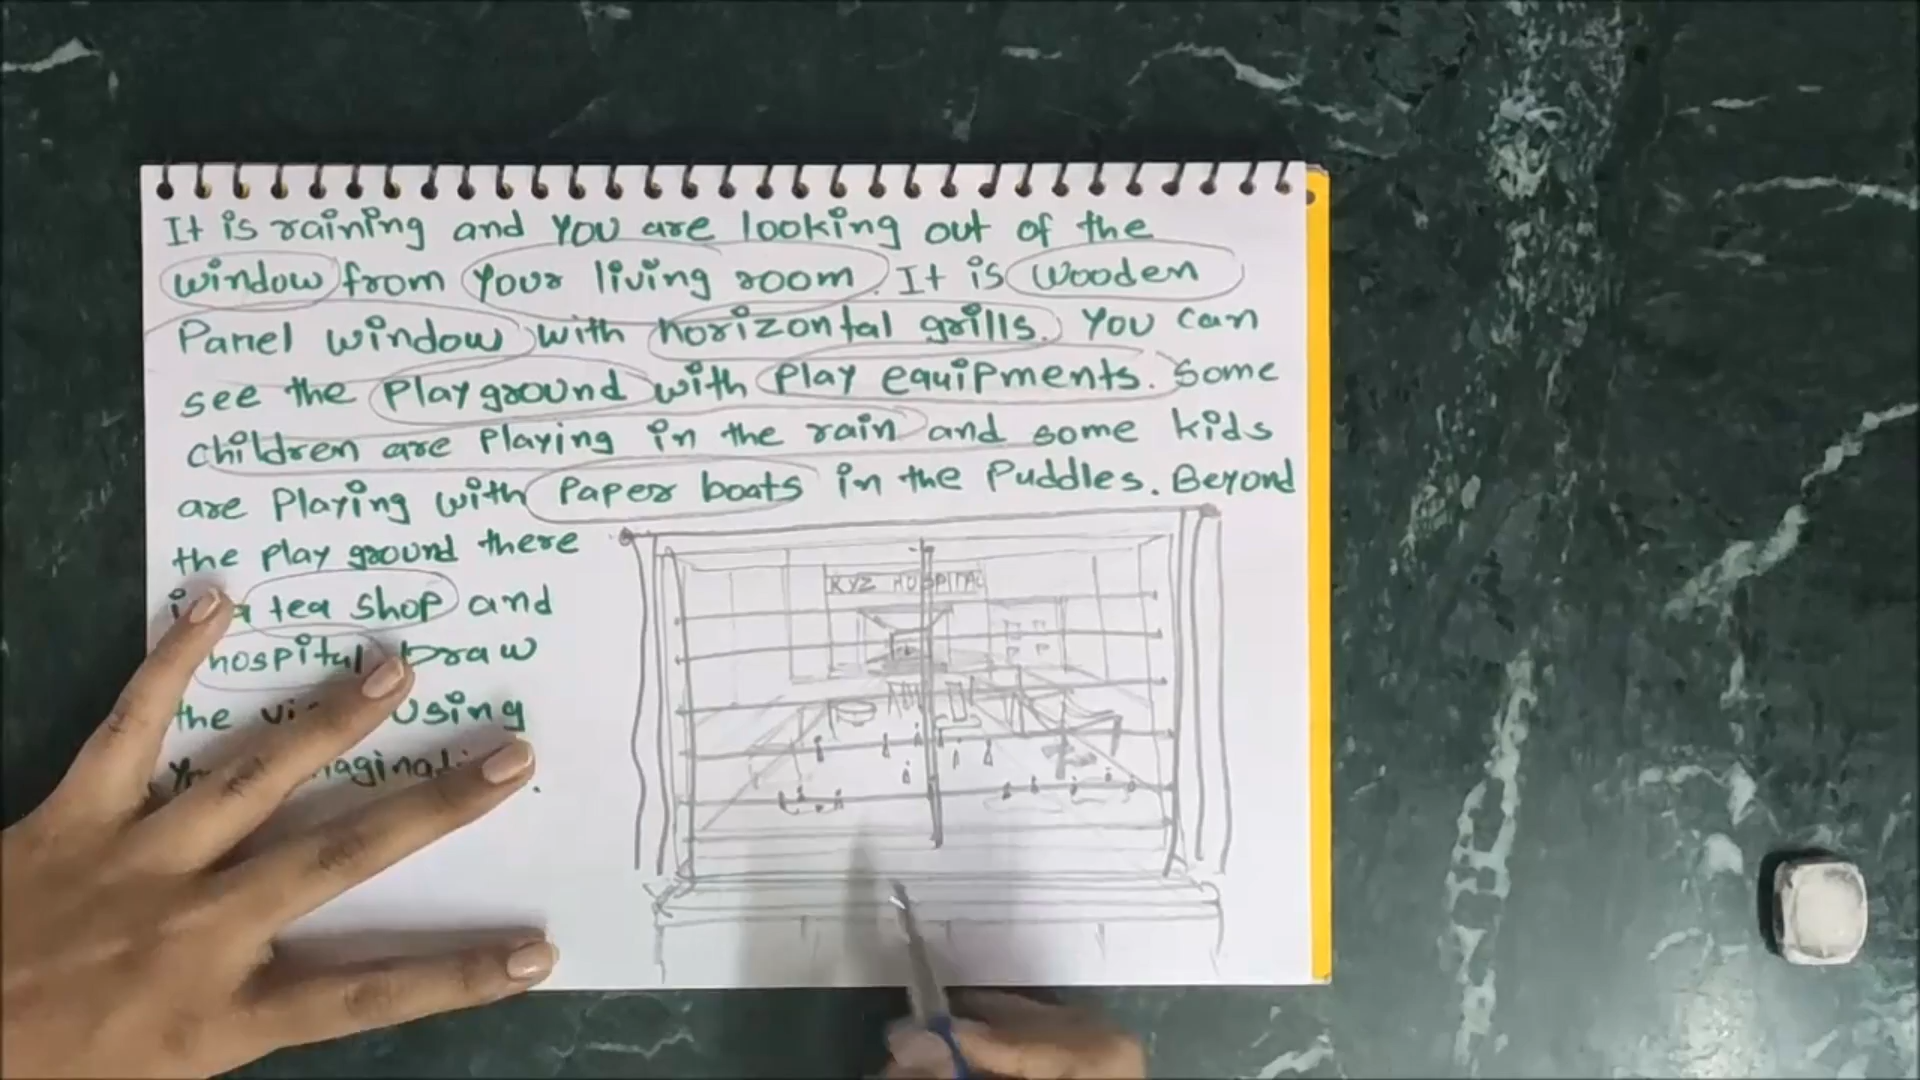 It is raining and you are looking out of the
window from your living room. It is wooden
Panel window with horizontal grills. You can
see the playground with play equipments. Some
children are playing in the rain and some kids
are playing with paper boats in the puddles. Beyond
the play ground there
tea shop and
hospital Draw
the using
XYZ HOSPITAL